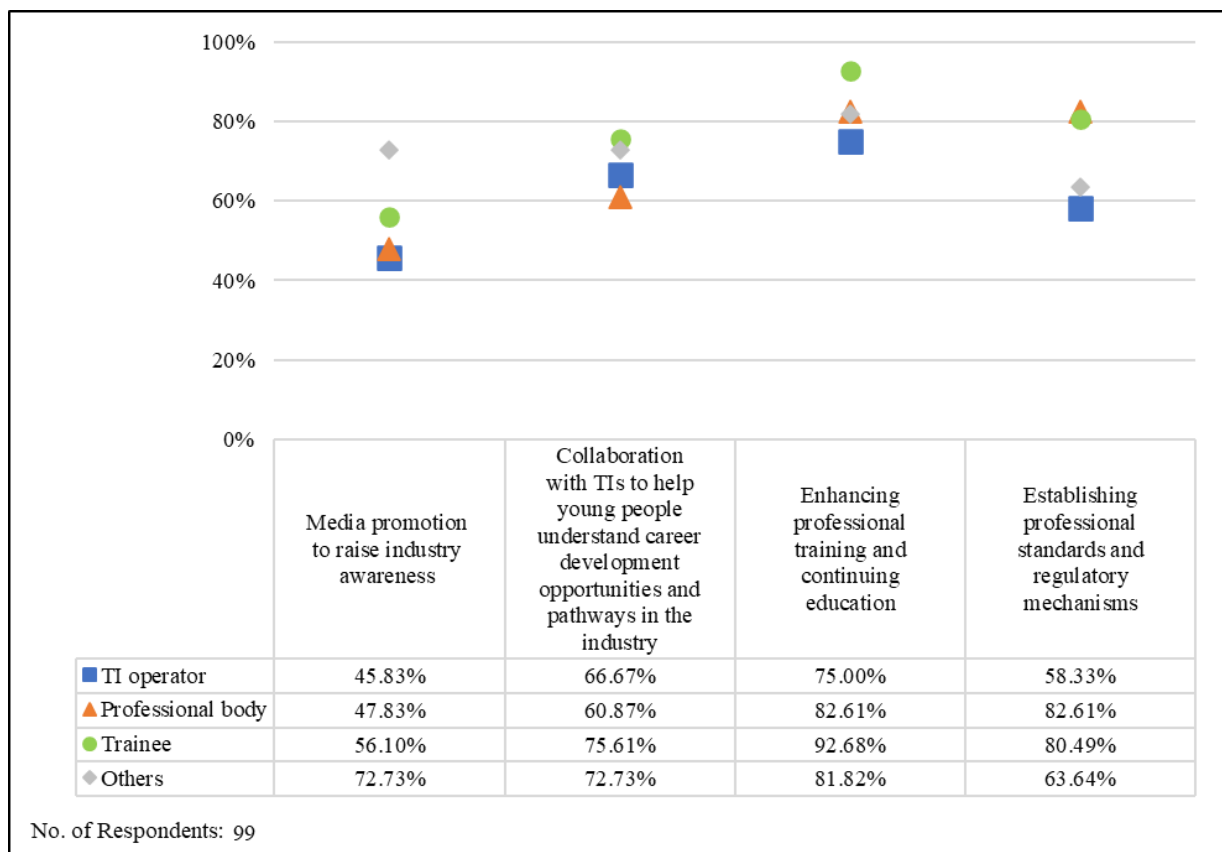 100%
80%
60%
40%
20%
0%
Media promotion
to raise industry
awareness
Collaboration
with TIs to help
young people
understand career
development
opportunities and
pathways in the
industry
Enhancing
professional
training and
continuing
education
Establishing
professional
standards and
regulatory
mechanisms
TI operator 45.83% 66.67% 75.00% 58.33%
Professional body 47.83% 60.87% 82.61% 82.61%
Trainee 56.10% 75.61% 92.68% 80.49%
Others 72.73% 72.73% 81.82% 63.64%
No. of Respondents: 99